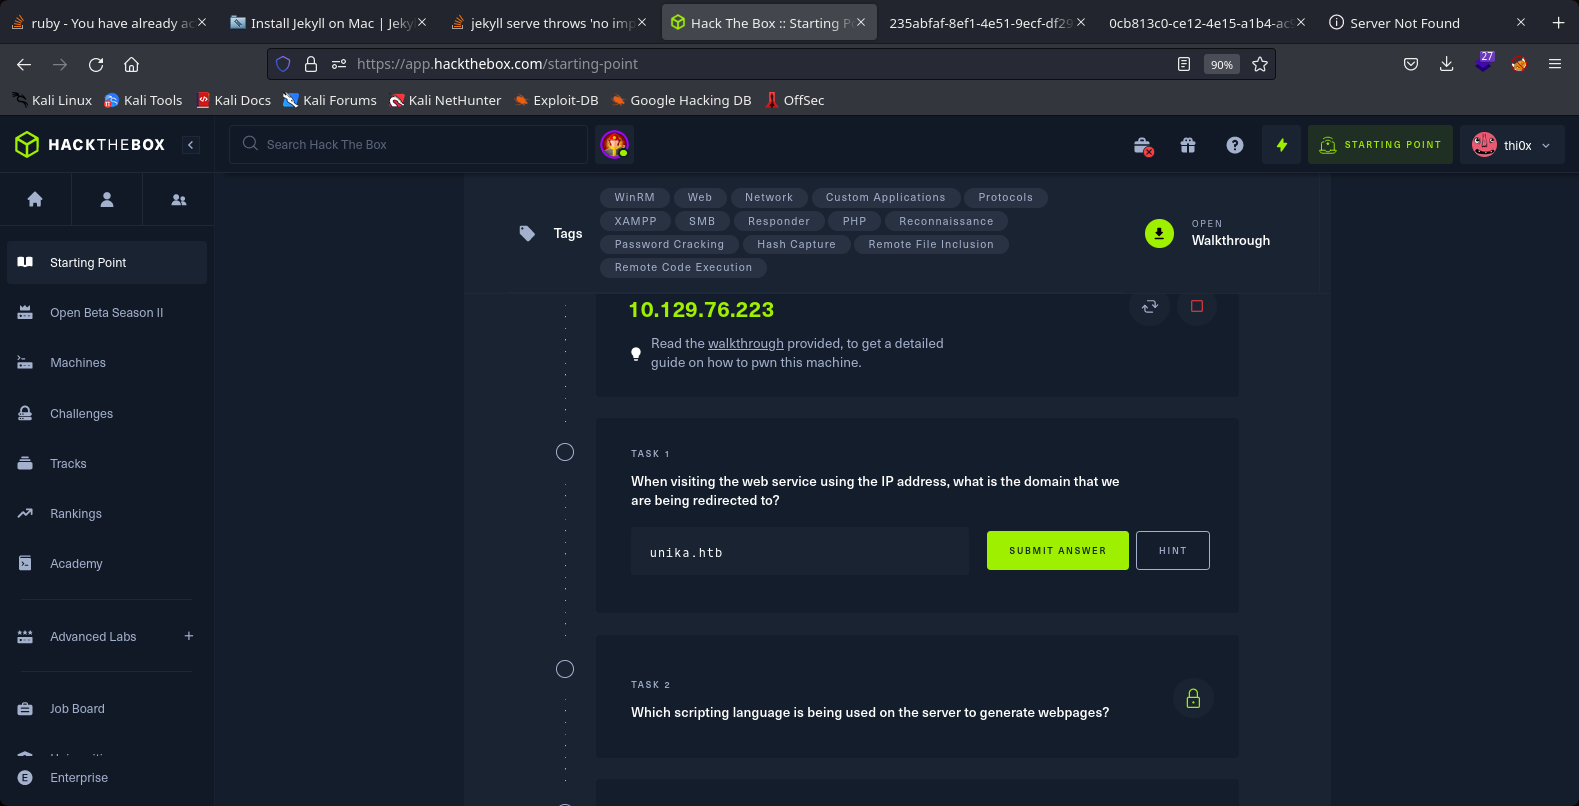 ruby - You have already ac
Install Jekyll on Mac | Jeky
jekyll serve throws 'no imp
Hack The Box :: Starting P
235abfaf-8ef1-4e51-9ecf-df29
0cb813c0-ce12-4e15-a1b4-ac
Server Not Found
https://app.hackthebox.com/starting-point
90%
27
Kali Linux
Kali Tools
Kali Docs
Kali Forums
Kali NetHunter
Exploit-DB
Google Hacking DB
OffSec
HACKTHEBOX
Search Hack The Box
STARTING POINT
thi0x
Starting Point
Open Beta Season II
Machines
Challenges
Tracks
Rankings
Academy
Advanced Labs
Job Board
Enterprise
Tags
WinRM
Web
Network
Custom Applications
Protocols
XAMPP
SMB
Responder
PHP
Reconnaissance
Password Cracking
Hash Capture
Remote File Inclusion
Remote Code Execution
OPEN
Walkthrough
10.129.76.223
Read the walkthrough provided, to get a detailed
guide on how to pwn this machine.
TASK 1
When visiting the web service using the IP address, what is the domain that we
are being redirected to?
unika.htb
SUBMIT ANSWER
HINT
TASK 2
Which scripting language is being used on the server to generate webpages?